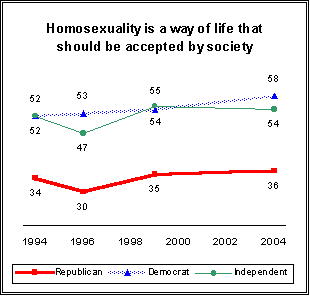 Homosexuality is a way of life that
should be accepted by society
58
55
52 53
54 54
52
47
34 35 36
30
1994 1996 1998 2000 2002 2004
Republican Democrat Independent